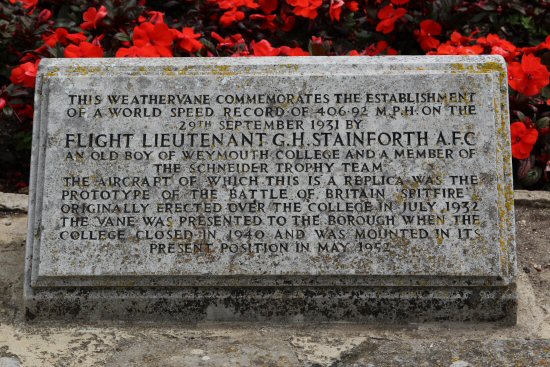 THIS WEATHERVANE COMMEMORATES THE ESTABLISHMENT
OF A WORLD SPEED RECORD OF 406·92 M.P.H. ON THE
29TH SEPTEMBER 1931 BY
FLIGHT LIEUTENANT G.H. STAINFORTH A.F.C
AN OLD BOY OF WEYMOUTH COLLEGE AND A MEMBER OF
THE SCHNEIDER TROPHY TEAM
THE AIRCRAFT OF WHICH THIS IS A REPLICA WAS THE
PROTOTYPE OF THE BATTLE OF BRITAIN 'SPITFIRE'
ORIGINALLY ERECTED OVER THE COLLEGE IN JULY 1932
THE VANE WAS PRESENTED TO THE BOROUGH WHEN THE
COLLEGE CLOSED IN 1940 AND WAS MOUNTED IN ITS
PRESENT POSITION IN MAY 1952